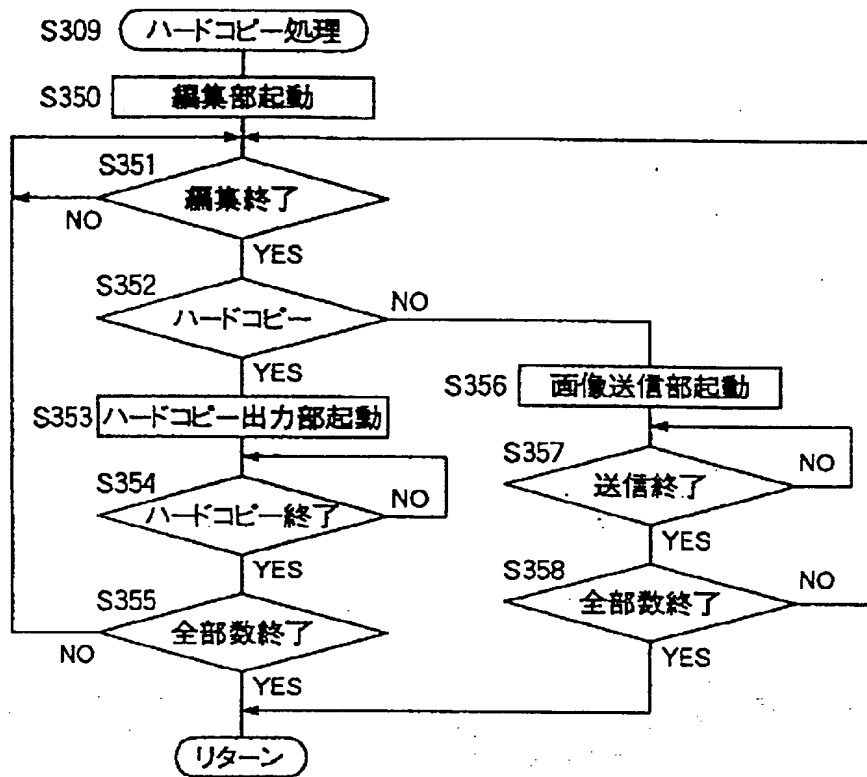 S309 ハードコピー処理
S350 編集部起動
S351
編集終了
NO
YES
S352
ハードコピー
NO
YES
S353 ハードコピー出力部起動
S354
ハードコピー終了
NO
YES
S355
全部数終了
NO
YES
S356 画像送信部起動
S357
送信終了
NO
YES
S358
全部数終了
NO
YES
リターン